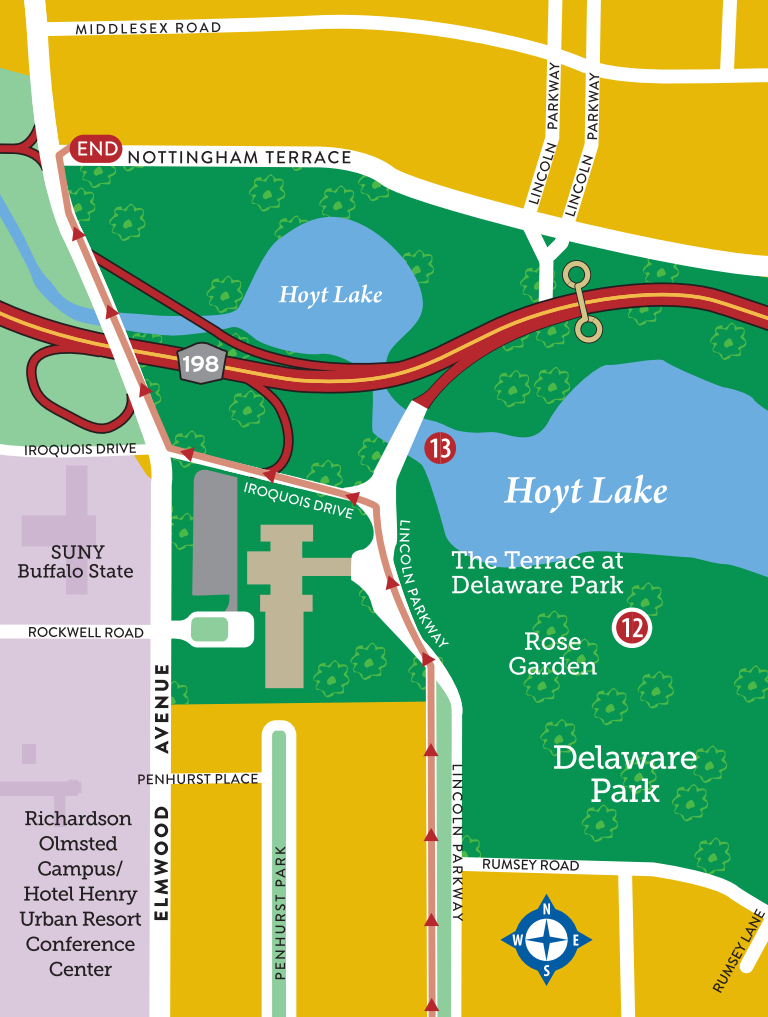 MIDDLESEX ROAD
LINCOLN PARKWAY
LINCOLN PARKWAY
END
NOTTINGHAM TERRACE
Hoyt Lake
198
13
IROQUOIS DRIVE
IROQUOIS DRIVE
Hoyt Lake
SUNY
Buffalo State
LINCOLN PARKWAY
The Terrace at
Delaware Park
12
Rose
Garden
ROCKWELL ROAD
ELMWOOD AVENUE
Delaware
Park
PENHURST PLACE
LINCOLN PARKWAY
Richardson
Olmsted
Campus/
Hotel Henry
Urban Resort
Conference
Center
PENHURST PARK
RUMSEY ROAD
N
W
E
S
RUMSEY LANE